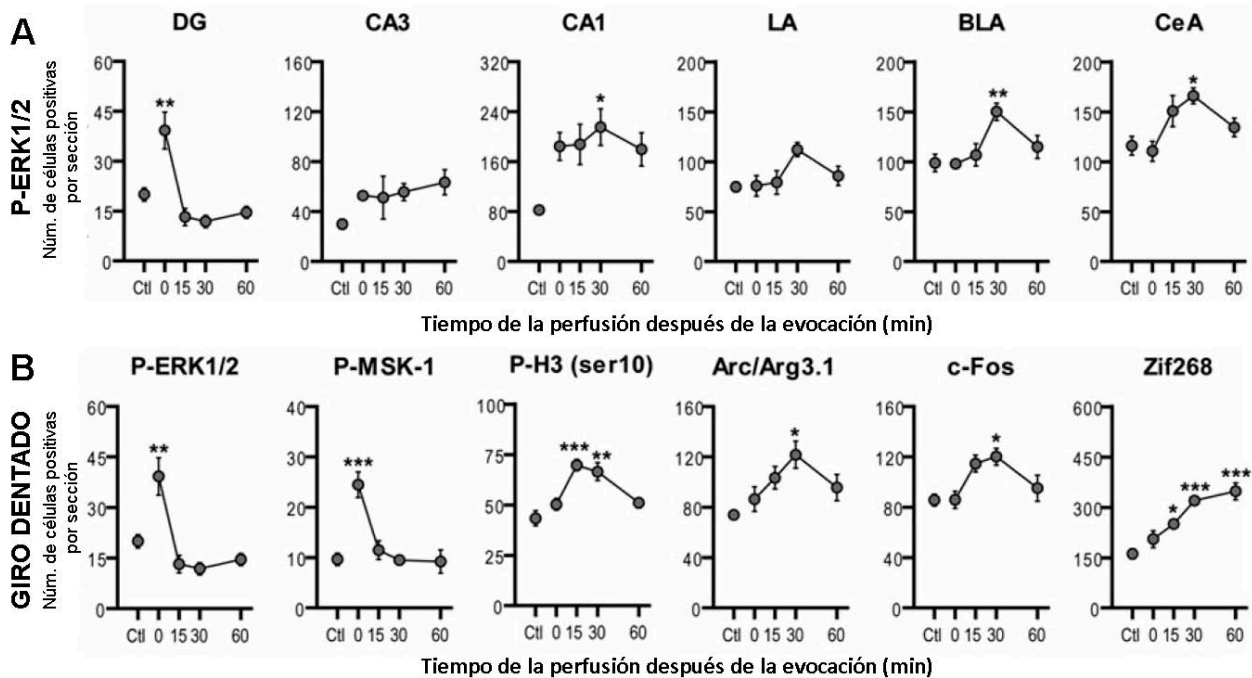 A
DG CA3 CA1 LA BLA CeA
P-ERK1/2
Núm. de células positivas
por sección
60 45 30 15 0
**
Ctl 0 15 30 60
160 120 80 40 0
Ctl 0 15 30 60
320 240 160 80 0
*
Ctl 0 15 30 60
200 150 100 50 0
Ctl 0 15 30 60
200 150 100 50 0
**
Ctl 0 15 30 60
200 150 100 50 0
*
Ctl 0 15 30 60
Tiempo de la perfusión después de la evocación (min)
B
P-ERK1/2 P-MSK-1 P-H3 (ser10) Arc/Arg3.1 c-Fos Zif268
GIRO DENTADO
Núm. de células positivas
por sección
60 45 30 15 0
**
Ctl 0 15 30 60
40 30 20 10 0
***
Ctl 0 15 30 60
100 75 50 25 0
*** **
Ctl 0 15 30 60
160 120 80 40 0
*
Ctl 0 15 30 60
160 120 80 40 0
*
Ctl 0 15 30 60
600 450 300 150 0
* *** ***
Ctl 0 15 30 60
Tiempo de la perfusión después de la evocación (min)